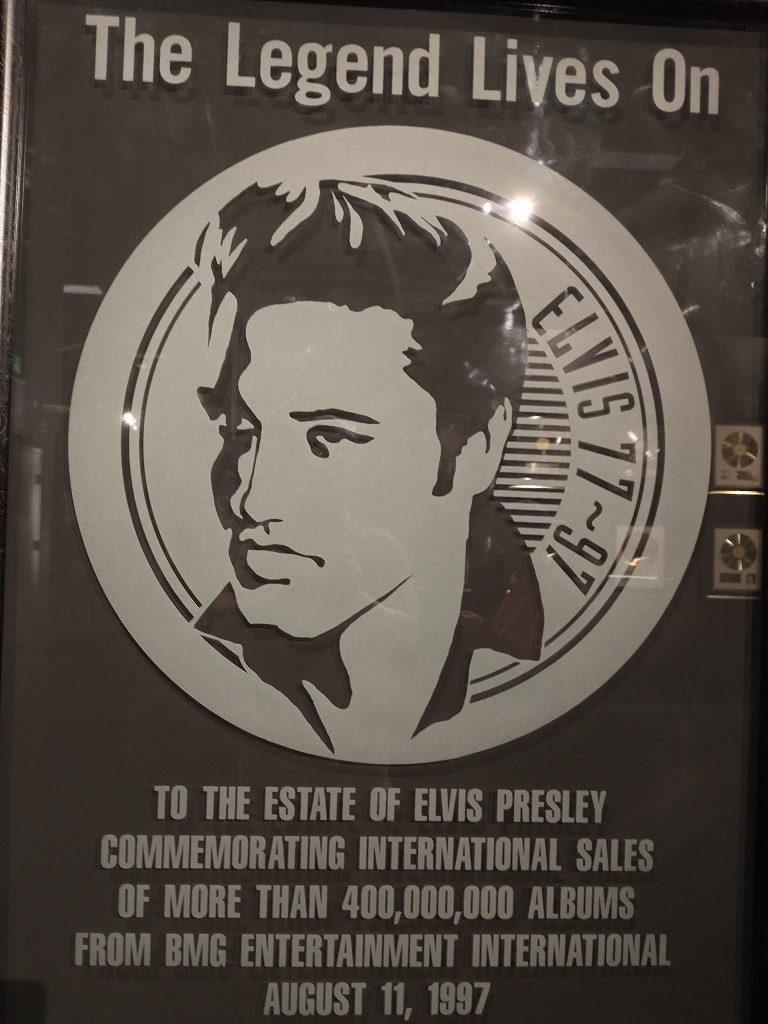 The Legend Lives On
ELVIS 77~97
TO THE ESTATE OF ELVIS PRESLEY
COMMEMORATING INTERNATIONAL SALES
OF MORE THAN 400,000,000 ALBUMS
FROM BMG ENTERTAINMENT INTERNATIONAL
AUGUST 11, 1997